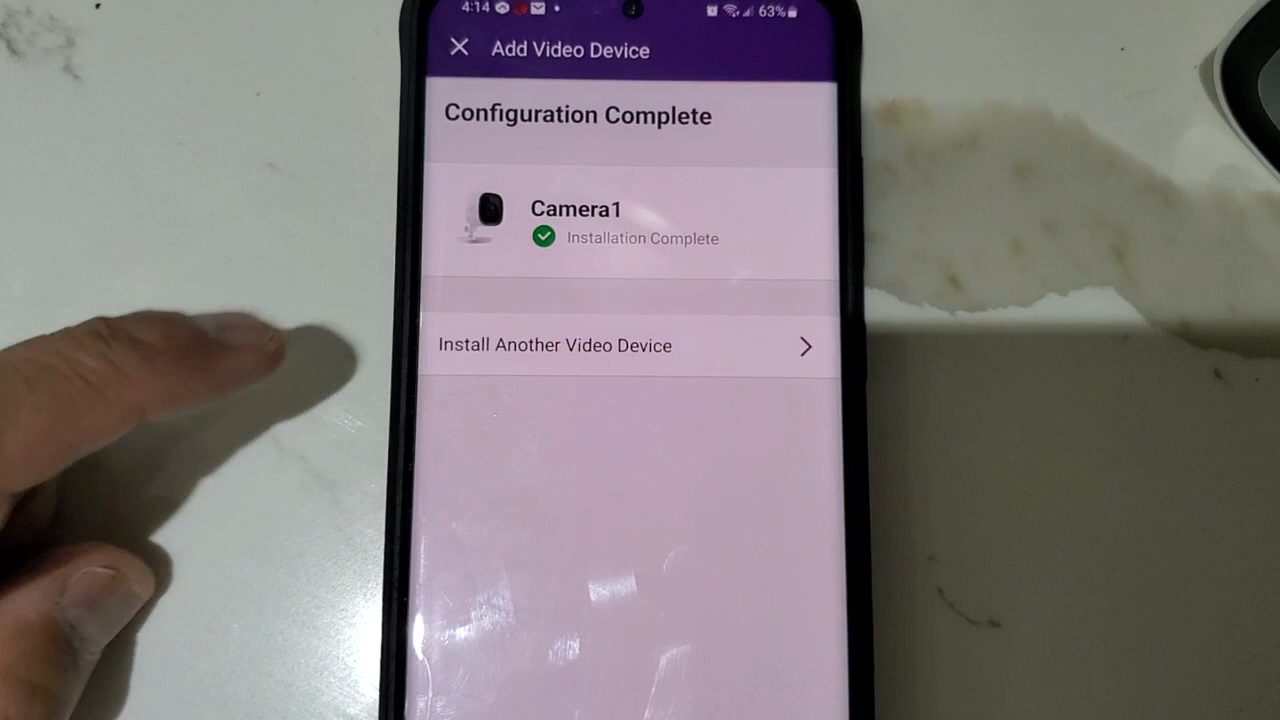 4:14
63%
Add Video Device
Configuration Complete
Camera1
Installation Complete
Install Another Video Device